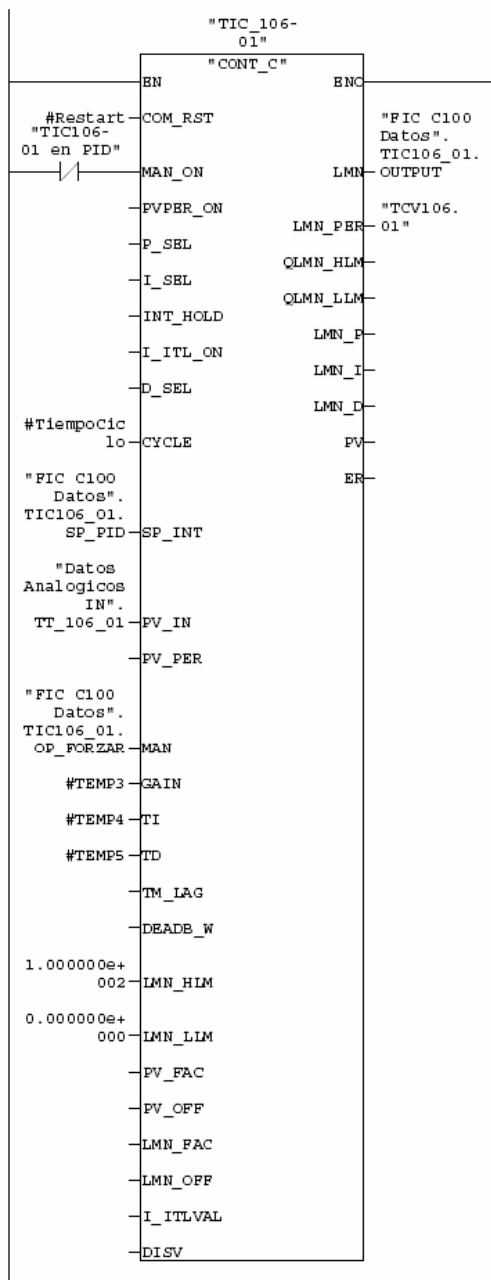 "TIC_106-
01"
"CONT_C"
EN ENO
#Restart COM_RST
"TIC106-
01 en PID"
MAN_ON
"FIC C100
Datos".
TIC106_01.
LMN OUTPUT
PVPER_ON
"TCV106.
LMN_PER 01"
P_SEL
QLMN_HLM
I_SEL
QLMN_LLM
INT_HOLD
LMN_P
I_ITL_ON
LMN_I
D_SEL
LMN_D
#TiempoCic
lo CYCLE
PV
"FIC C100
Datos".
TIC106_01.
SP_PID SP_INT
ER
"Datos
Analogicos
IN".
TT_106_01 PV_IN
PV_PER
"FIC C100
Datos".
TIC106_01.
OP_FORZAR MAN
#TEMP3 GAIN
#TEMP4 TI
#TEMP5 TD
TM_LAG
DEADB_W
1.000000e+
002 LMN_HLM
0.000000e+
000 LMN_LLM
PV_FAC
PV_OFF
LMN_FAC
LMN_OFF
I_ITLVAL
DISV